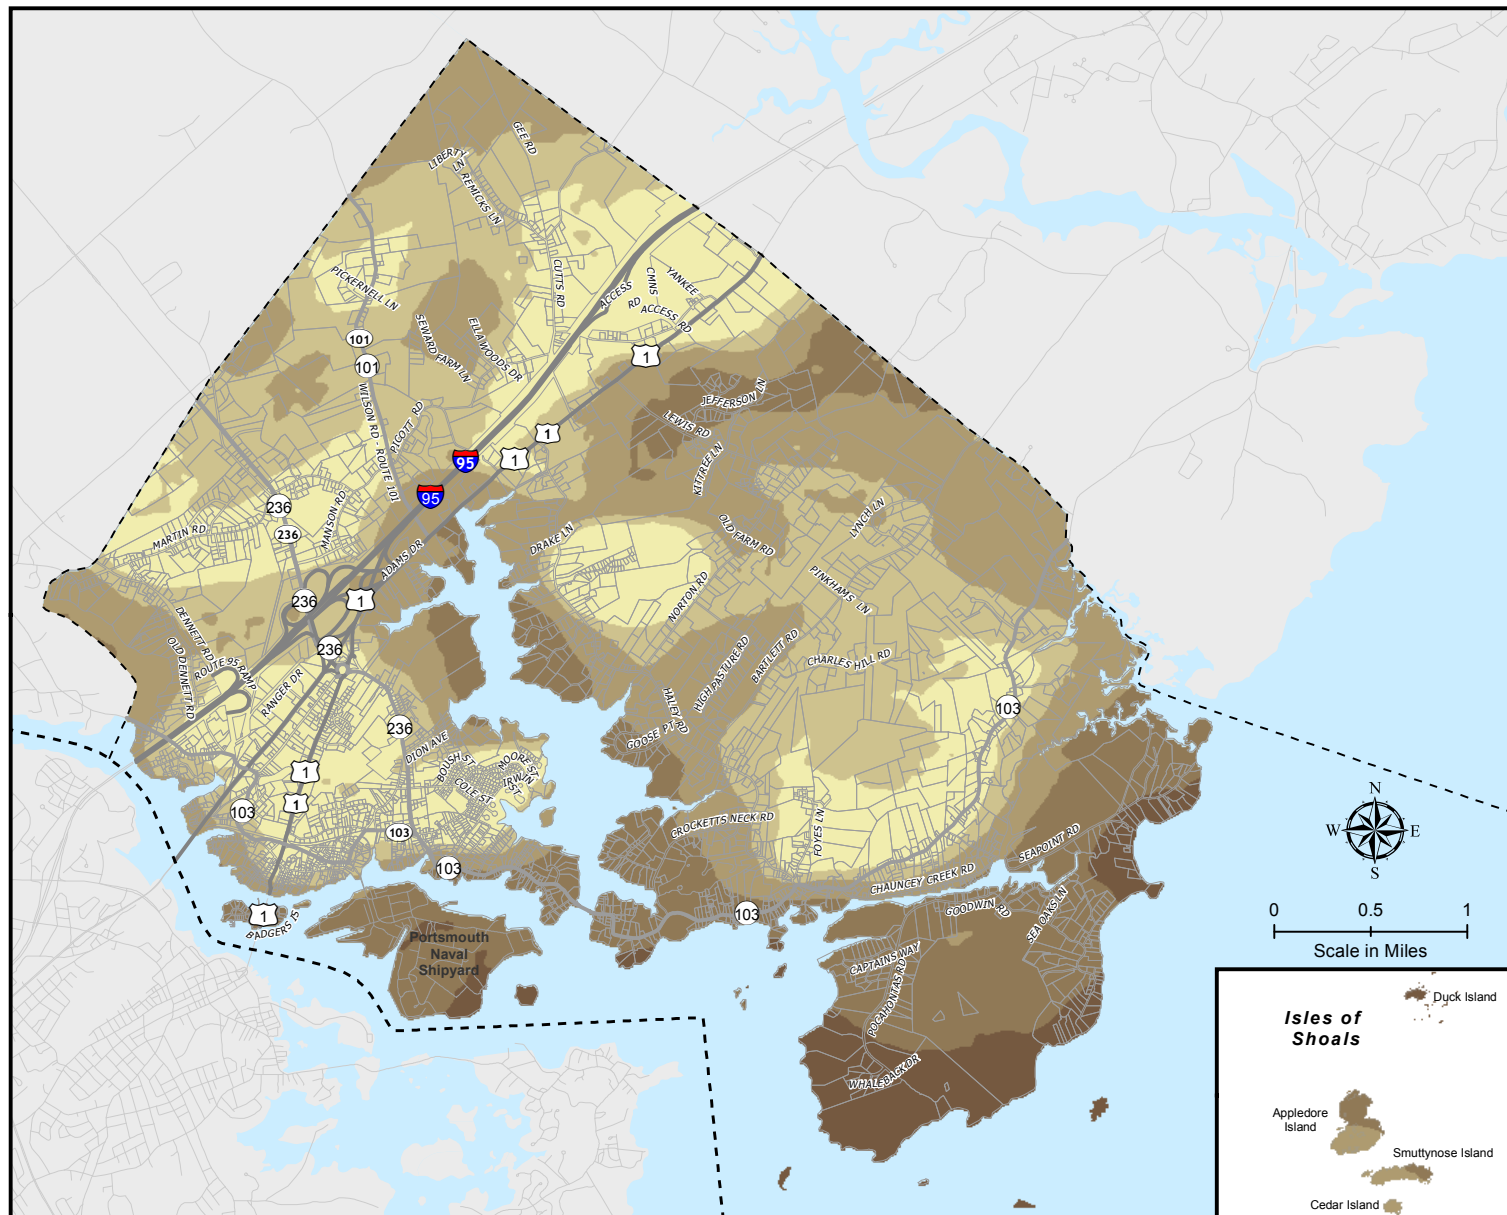 GEE RD
LIBERTY
LN
REMICKS LN
PICKERNELL LN
CUTTS RD
ACCESS
RD
CMNS
YANKEE
ACCESS RD
SEWARD FARM LN
ELLA WOODS DR
101
101
1
WILSON RD - ROUTE 101
PICOTT RD
JEFFERSON LN
LEWIS RD
KITTREE LN
1
1
95
95
236
236
MARTIN RD
MANSON RD
ADAMS DR
DRAKE LN
OLD FARM RD
LYNCH LN
PINKHAMS LN
NORTON RD
236
1
DENNETT RD
OLD DENNETT RD
ROUTE 95 RAMP
236
RANGER DR
HIGH PASTURE RD
BARTLETT RD
CHARLES HILL RD
HALEY RD
GOOSE PT
103
236
DION AVE
BOUSH ST
MOORE ST
IRWIN
ST
COLE ST
1
1
103
103
103
CROCKETTS NECK RD
FOYES LN
SEAPOINT RD
CHAUNCEY CREEK RD
103
GOODWIN RD
SEA OAKS LN
1
BADGERS IS
Portsmouth
Naval
Shipyard
CAPTAINS WAY
POCAHONTAS RD
WHALEBACK DR
N
W
E
S
0
0.5
1
Scale in Miles
Isles of
Shoals
Duck Island
Appledore
Island
Smuttynose Island
Cedar Island